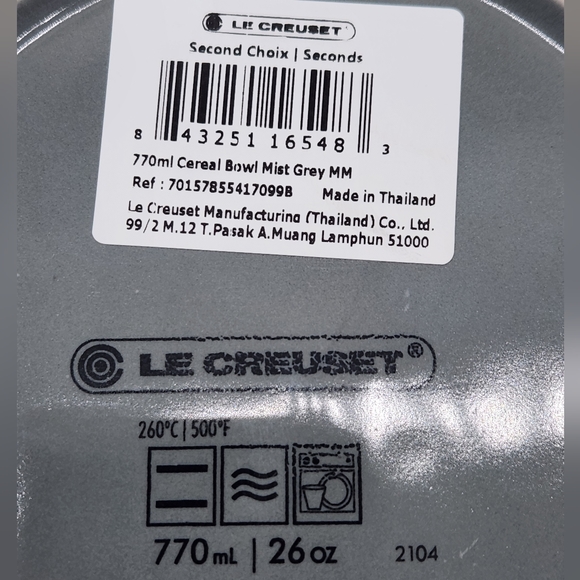 LE CREUSET
Second Choix | Seconds
8 43251 16548 3
770ml Cereal Bowl Mist Grey MM
Ref : 70157855417099B Made in Thailand
Le Creuset Manufacturing (Thailand) Co., Ltd.
99/2 M.12 T.Pasak A.Muang Lamphun 51000
LE CREUSET®
260°C | 500°F
770 mL | 26 oz 2104